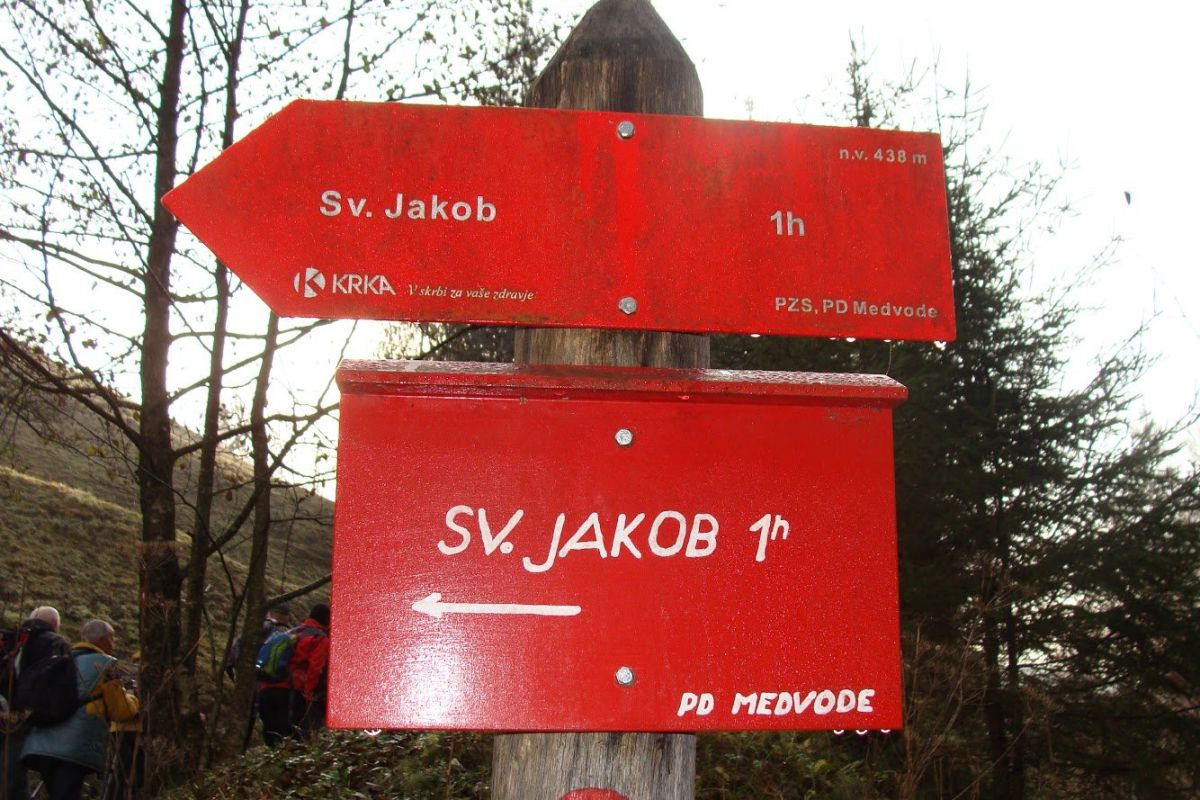 n.v. 438 m
Sv. Jakob 1h
KRKA V skrbi za vaše zdravje
PZS, PD Medvode
SV. JAKOB 1h
PD MEDVODE